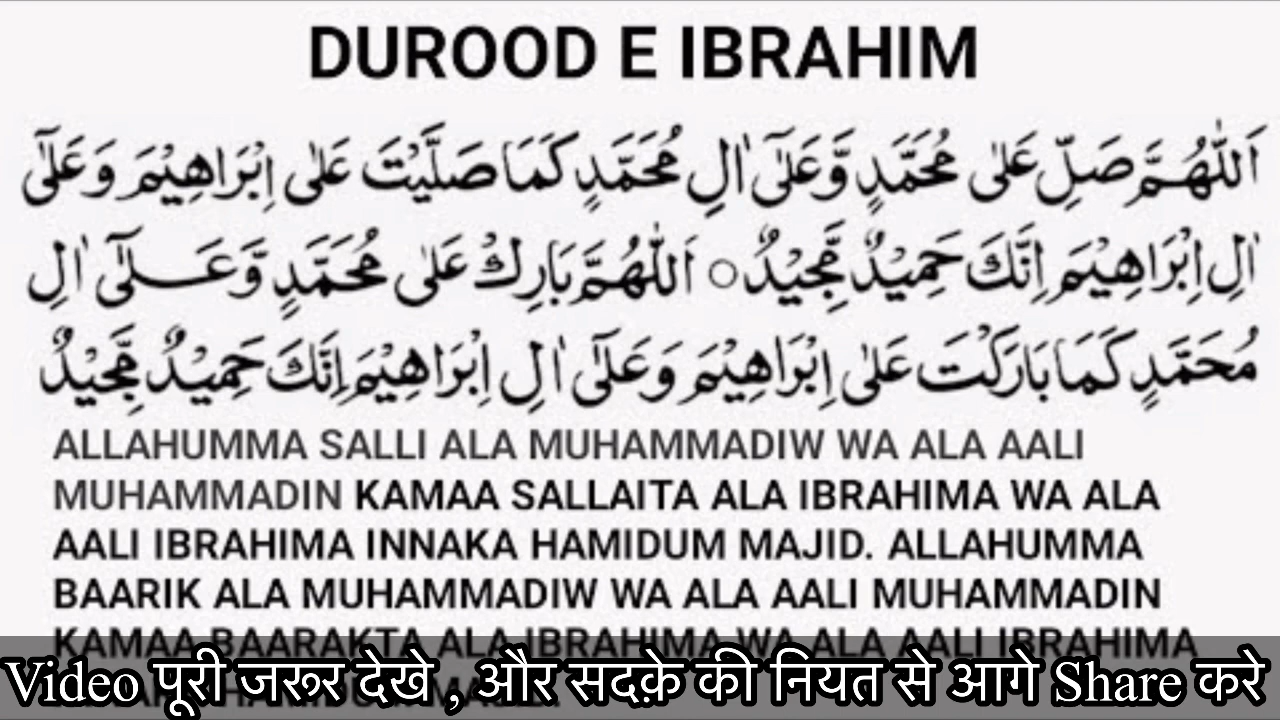 DUROOD E IBRAHIM
اَللّٰهُمَّ صَلِّ عَلٰى مُحَمَّدٍ وَّعَلٰٓى اٰلِ مُحَمَّدٍ كَمَا صَلَّيْتَ عَلٰى اِبْرَاهِيْمَ وَعَلٰٓى
اٰلِ اِبْرَاهِيْمَ اِنَّكَ حَمِيْدٌ مَّجِيْدٌ ○ اَللّٰهُمَّ بَارِكْ عَلٰى مُحَمَّدٍ وَّعَلٰٓى اٰلِ
مُحَمَّدٍ كَمَا بَارَكْتَ عَلٰى اِبْرَاهِيْمَ وَعَلٰٓى اٰلِ اِبْرَاهِيْمَ اِنَّكَ حَمِيْدٌ مَّجِيْدٌ
ALLAHUMMA SALLI ALA MUHAMMADIW WA ALA AALI
MUHAMMADIN KAMAA SALLAITA ALA IBRAHIMA WA ALA
AALI IBRAHIMA INNAKA HAMIDUM MAJID. ALLAHUMMA
BAARIK ALA MUHAMMADIW WA ALA AALI MUHAMMADIN
KAMAA BAARAKTA ALA IBRAHIMA WA ALA AALI IBRAHIMA
Video पूरी जरूर देखे , और सदक़े की नियत से आगे Share करे